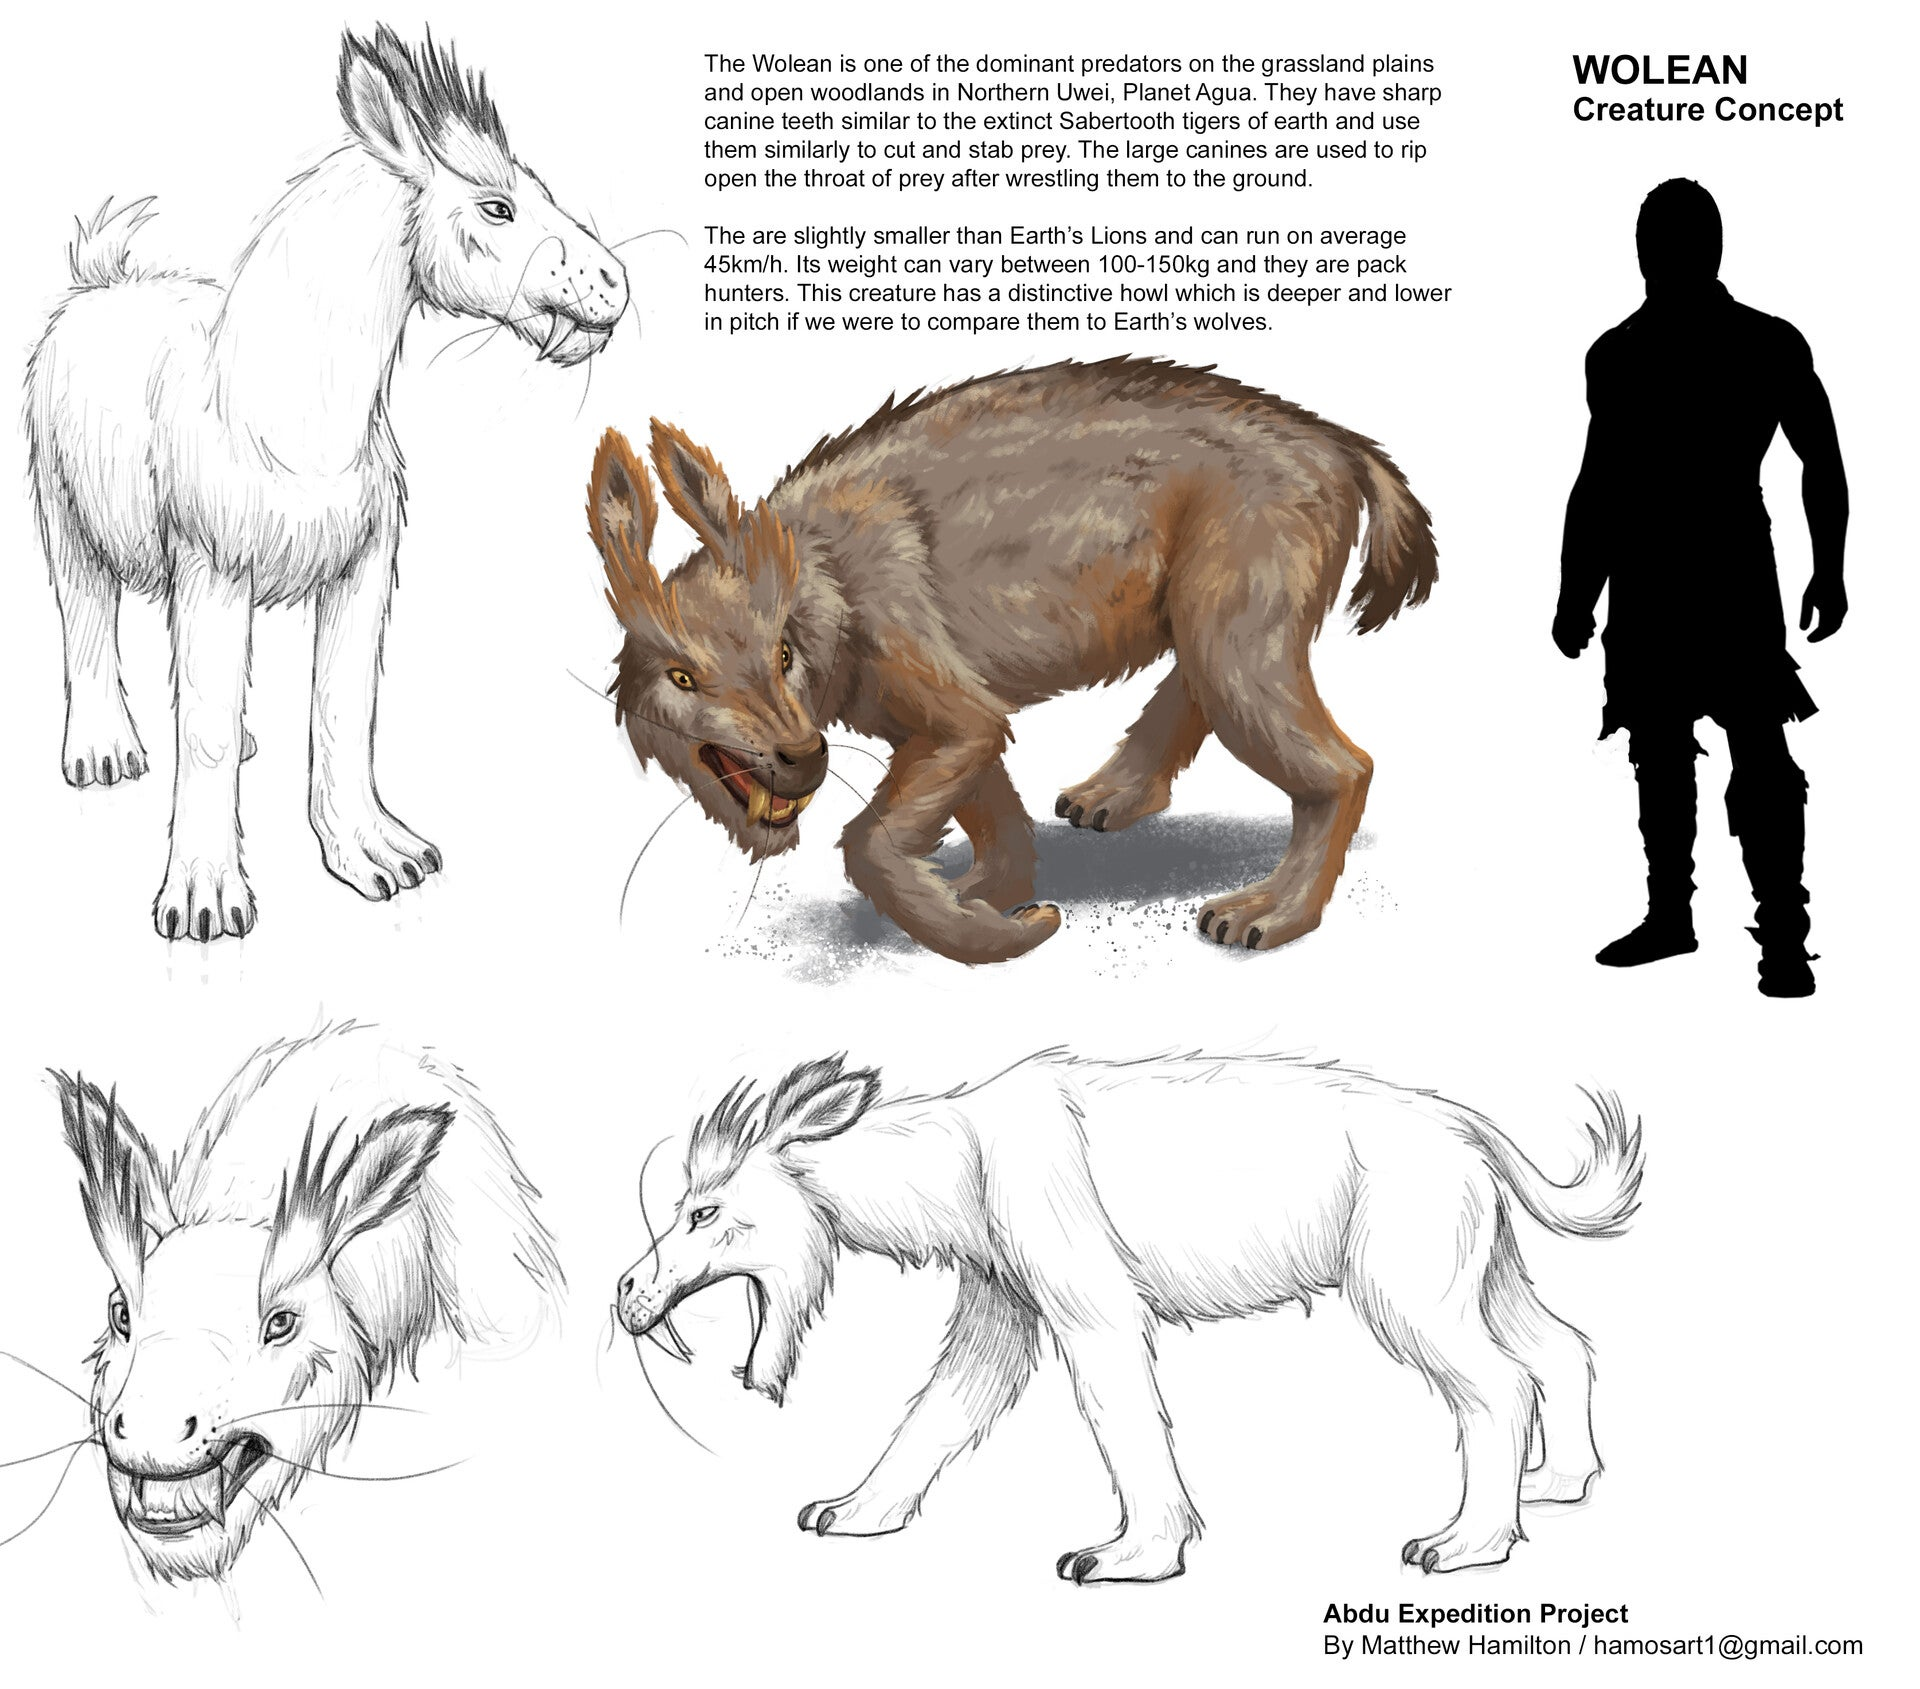 WOLEAN
Creature Concept
The Wolean is one of the dominant predators on the grassland plains
and open woodlands in Northern Uwei, Planet Agua. They have sharp
canine teeth similar to the extinct Sabertooth tigers of earth and use
them similarly to cut and stab prey. The large canines are used to rip
open the throat of prey after wrestling them to the ground.
The are slightly smaller than Earth's Lions and can run on average
45km/h. Its weight can vary between 100-150kg and they are pack
hunters. This creature has a distinctive howl which is deeper and lower
in pitch if we were to compare them to Earth's wolves.
Abdu Expedition Project
By Matthew Hamilton / hamosart1@gmail.com